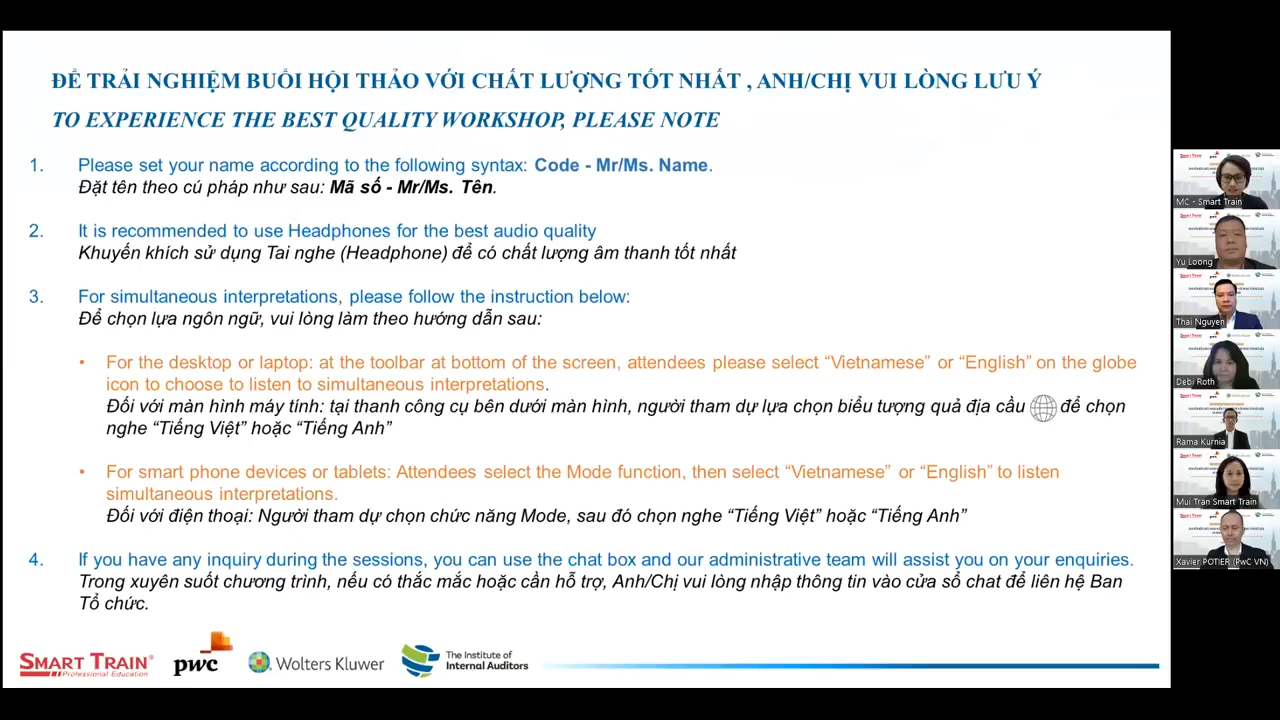 ĐỂ TRẢI NGHIỆM BUỔI HỘI THẢO VỚI CHẤT LƯỢNG TỐT NHẤT , ANH/CHỊ VUI LÒNG LƯU Ý
TO EXPERIENCE THE BEST QUALITY WORKSHOP, PLEASE NOTE
1. Please set your name according to the following syntax: Code - Mr/Ms. Name.
Đặt tên theo cú pháp như sau: Mã số - Mr/Ms. Tên.
2. It is recommended to use Headphones for the best audio quality
Khuyến khích sử dụng Tai nghe (Headphone) để có chất lượng âm thanh tốt nhất
3. For simultaneous interpretations, please follow the instruction below:
Để chọn lựa ngôn ngữ, vui lòng làm theo hướng dẫn sau:
• For the desktop or laptop: at the toolbar at bottom of the screen, attendees please select “Vietnamese” or “English” on the globe
icon to choose to listen to simultaneous interpretations.
Đối với màn hình máy tính: tại thanh công cụ bên dưới màn hình, người tham dự lựa chọn biểu tượng quả địa cầu để chọn
nghe “Tiếng Việt” hoặc “Tiếng Anh”
• For smart phone devices or tablets: Attendees select the Mode function, then select “Vietnamese” or “English” to listen
simultaneous interpretations.
Đối với điện thoại: Người tham dự chọn chức năng Mode, sau đó chọn nghe “Tiếng Việt” hoặc “Tiếng Anh”
4. If you have any inquiry during the sessions, you can use the chat box and our administrative team will assist you on your enquiries.
Trong xuyên suốt chương trình, nếu có thắc mắc hoặc cần hỗ trợ, Anh/Chị vui lòng nhập thông tin vào cửa sổ chat để liên hệ Ban
Tổ chức.
SMART TRAIN®
Professional Education
pwc
Wolters Kluwer
The Institute of
Internal Auditors
MC - Smart Train
Yu Loong
Thai Nguyen
Debi Roth
Rama Kurnia
Mui Tran Smart Train
Xavier POTIER (PwC VN)